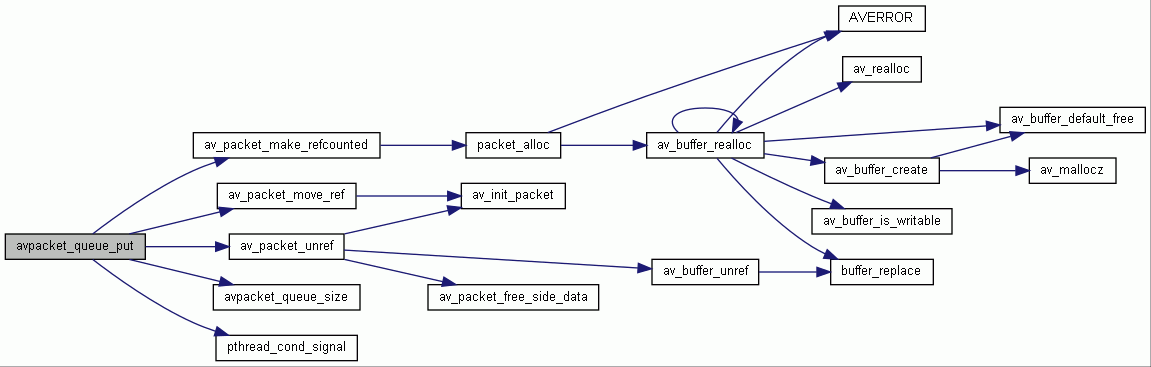 AVERROR
av_realloc
av_buffer_default_free
av_packet_make_refcounted
packet_alloc
av_buffer_realloc
av_buffer_create
av_mallocz
av_packet_move_ref
av_init_packet
av_buffer_is_writable
avpacket_queue_put
av_packet_unref
av_buffer_unref
buffer_replace
avpacket_queue_size
av_packet_free_side_data
pthread_cond_signal